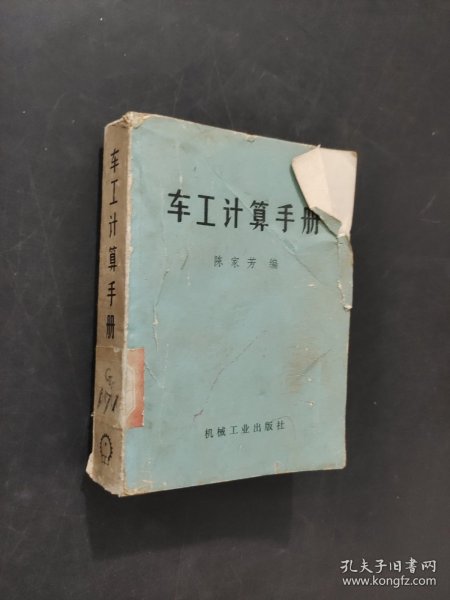 车工计算手册
陈家芳 编
机械工业出版社
车工计算手册
171
孔夫子旧书网
www.kongfz.com